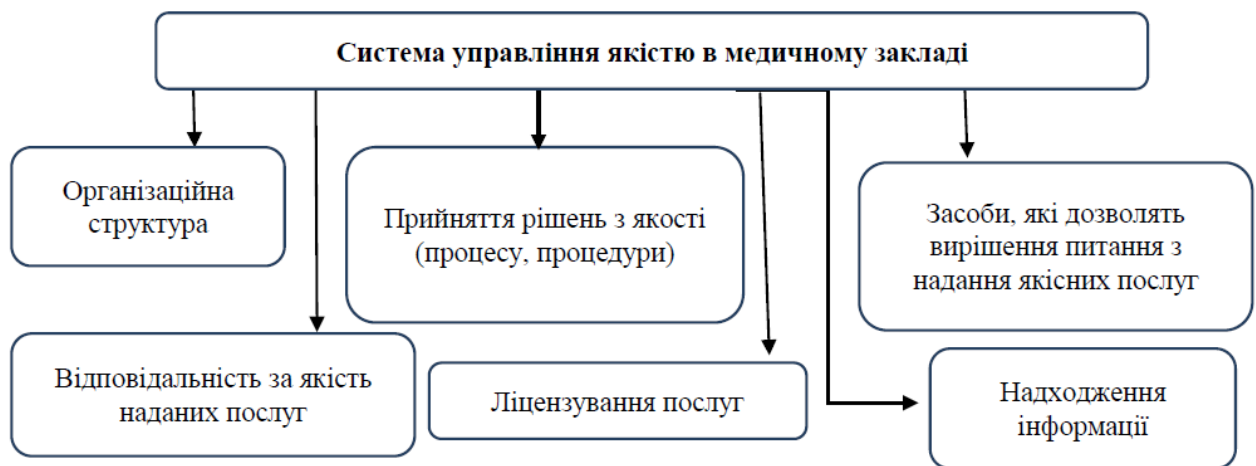 Система управління якістю в медичному закладі
Організаційна
структура
Прийняття рішень з якості
(процесу, процедури)
Засоби, які дозволять
вирішення питання з
надання якісних послуг
Відповідальність за якість
наданих послуг
Ліцензування послуг
Надходження
інформації